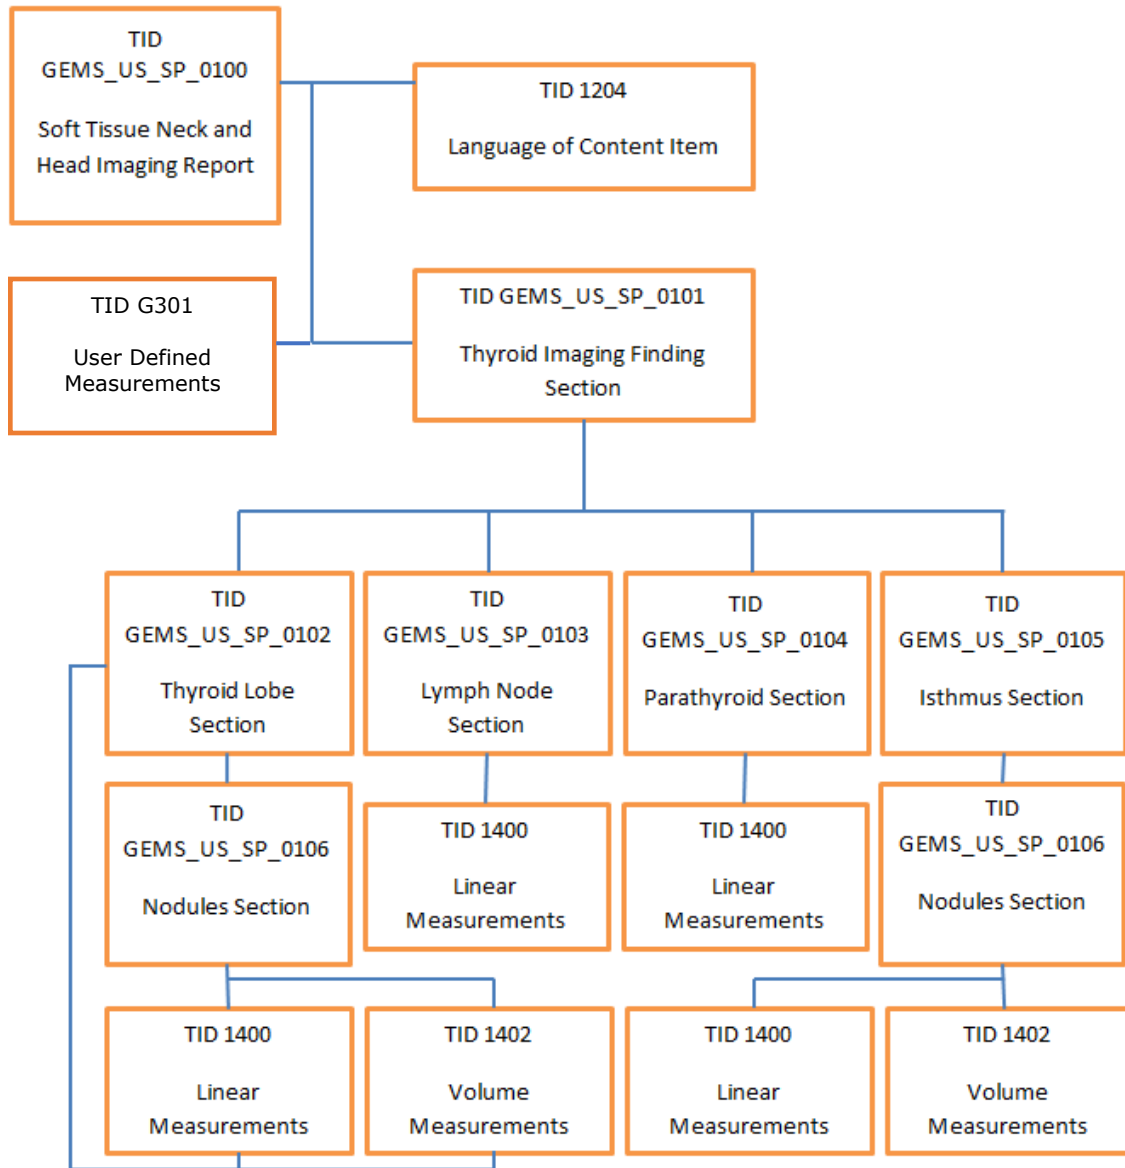 TID
GEMS_US_SP_0100
Soft Tissue Neck and
Head Imaging Report
TID 1204
Language of Content Item
TID G301
User Defined
Measurements
TID GEMS_US_SP_0101
Thyroid Imaging Finding
Section
TID
GEMS_US_SP_0102
Thyroid Lobe
Section
TID
GEMS_US_SP_0103
Lymph Node
Section
TID
GEMS_US_SP_0104
Parathyroid Section
TID
GEMS_US_SP_0105
Isthmus Section
TID
GEMS_US_SP_0106
Nodules Section
TID 1400
Linear
Measurements
TID 1400
Linear
Measurements
TID
GEMS_US_SP_0106
Nodules Section
TID 1400
Linear
Measurements
TID 1402
Volume
Measurements
TID 1400
Linear
Measurements
TID 1402
Volume
Measurements